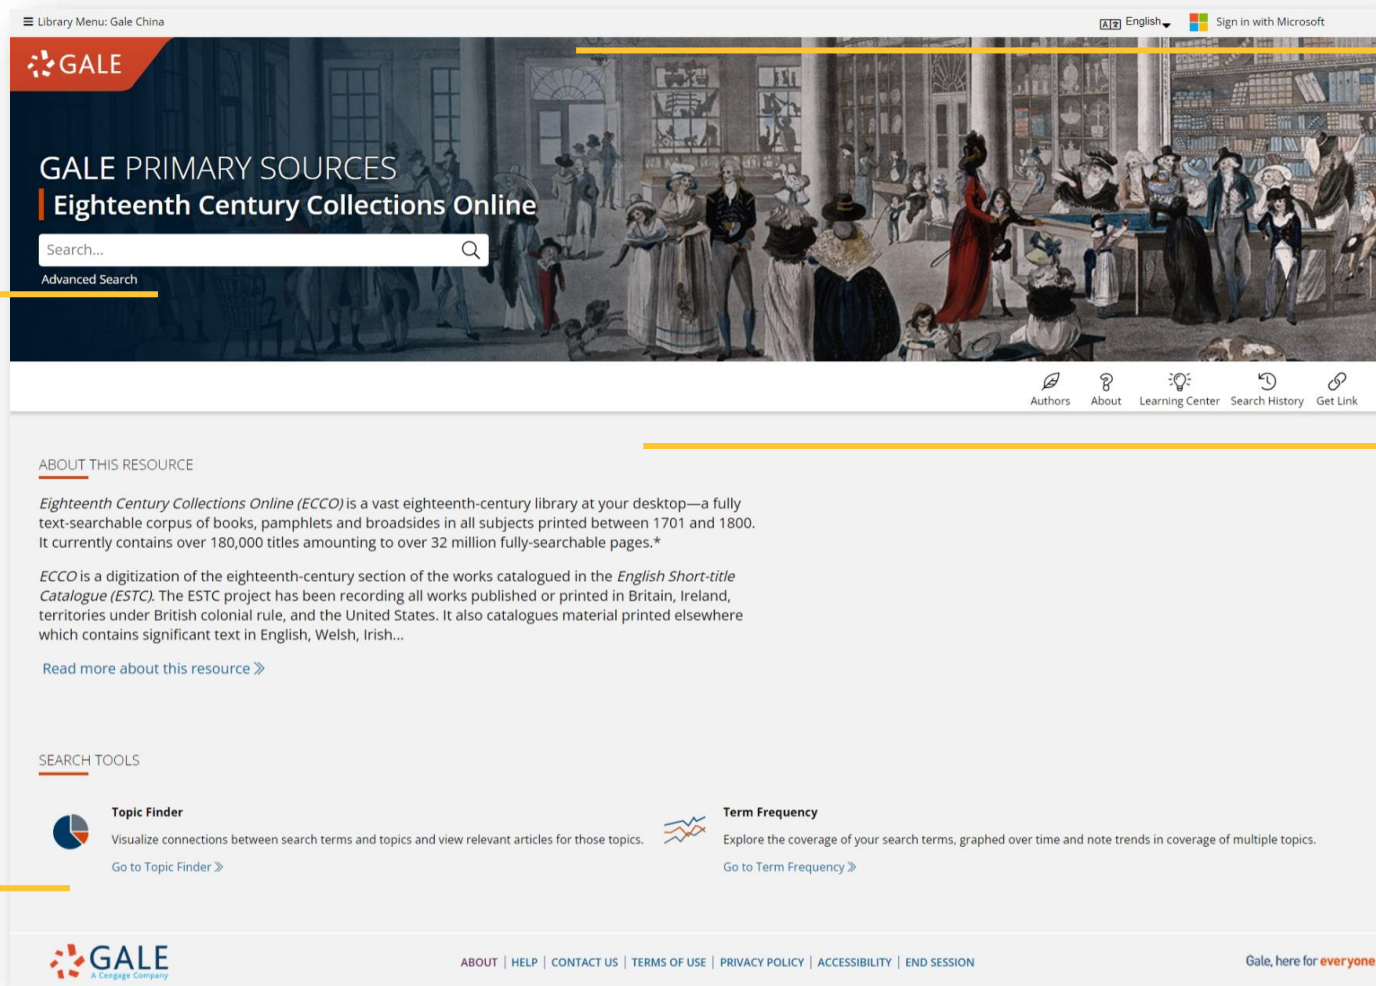 Library Menu: Gale China
English
Sign in with Microsoft
GALE
GALE PRIMARY SOURCES
Eighteenth Century Collections Online
Search...
Advanced Search
Authors
About
Learning Center
Search History
Get Link
ABOUT THIS RESOURCE
Eighteenth Century Collections Online (ECCO) is a vast eighteenth-century library at your desktop—a fully
text-searchable corpus of books, pamphlets and broadsides in all subjects printed between 1701 and 1800.
It currently contains over 180,000 titles amounting to over 32 million fully-searchable pages.*
ECCO is a digitization of the eighteenth-century section of the works catalogued in the English Short-title
Catalogue (ESTC). The ESTC project has been recording all works published or printed in Britain, Ireland,
territories under British colonial rule, and the United States. It also catalogues material printed elsewhere
which contains significant text in English, Welsh, Irish...
Read more about this resource
SEARCH TOOLS
Topic Finder
Visualize connections between search terms and topics and view relevant articles for those topics.
Go to Topic Finder
Term Frequency
Explore the coverage of your search terms, graphed over time and note trends in coverage of multiple topics.
Go to Term Frequency
GALE
A Cengage Company
ABOUT | HELP | CONTACT US | TERMS OF USE | PRIVACY POLICY | ACCESSIBILITY | END SESSION
Gale, here for everyone